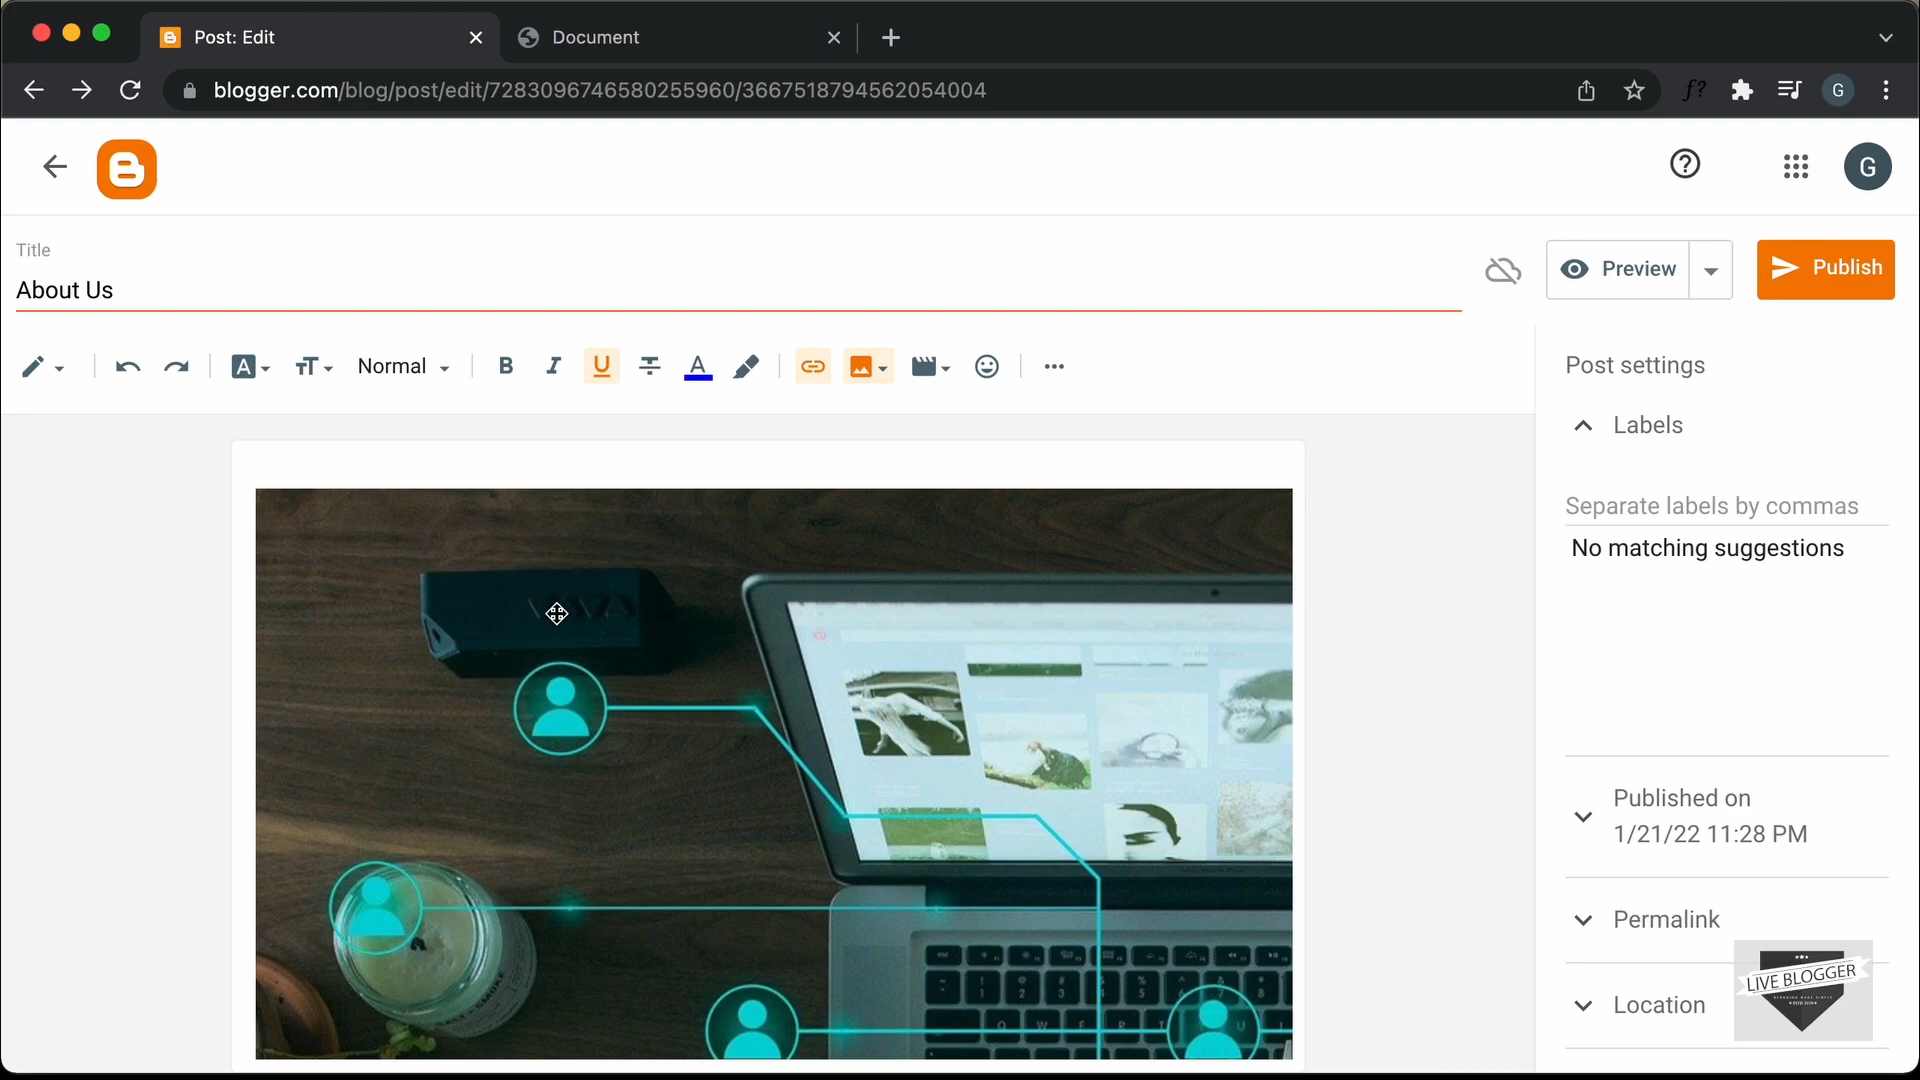 Post: Edit
Document
blogger.com/blog/post/edit/7283096746580255960/3667518794562054004
f?
G
G
Title
About Us
Preview
Publish
A
Normal
B
I
U
A
Post settings
Labels
Separate labels by commas
No matching suggestions
Published on
1/21/22 11:28 PM
Permalink
Location
LIVE BLOGGER